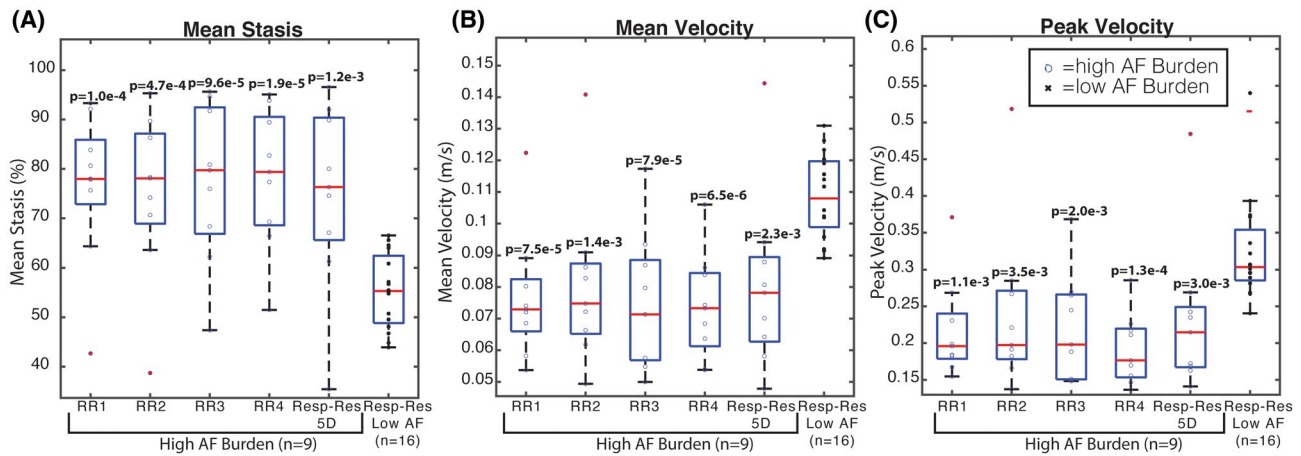 (A) Mean Stasis
Mean Stasis (%)
100
90
80
70
60
50
40
p=1.0e-4
p=4.7e-4
p=9.6e-5
p=1.9e-5
p=1.2e-3
RR1 RR2 RR3 RR4 Resp-Res Resp-Res
5D Low AF
High AF Burden (n=9) (n=16)
(B) Mean Velocity
Mean Velocity (m/s)
0.15
0.14
0.13
0.12
0.11
0.1
0.09
0.08
0.07
0.06
0.05
p=7.5e-5
p=1.4e-3
p=7.9e-5
p=6.5e-6
p=2.3e-3
RR1 RR2 RR3 RR4 Resp-Res Resp-Res
5D Low AF
High AF Burden (n=9) (n=16)
(C) Peak Velocity
Peak Velocity (m/s)
0.6
0.55
0.5
0.45
0.4
0.35
0.3
0.25
0.2
0.15
=high AF Burden
=low AF Burden
p=1.1e-3
p=3.5e-3
p=2.0e-3
p=1.3e-4
p=3.0e-3
RR1 RR2 RR3 RR4 Resp-Res Resp-Res
5D Low AF
High AF Burden (n=9) (n=16)